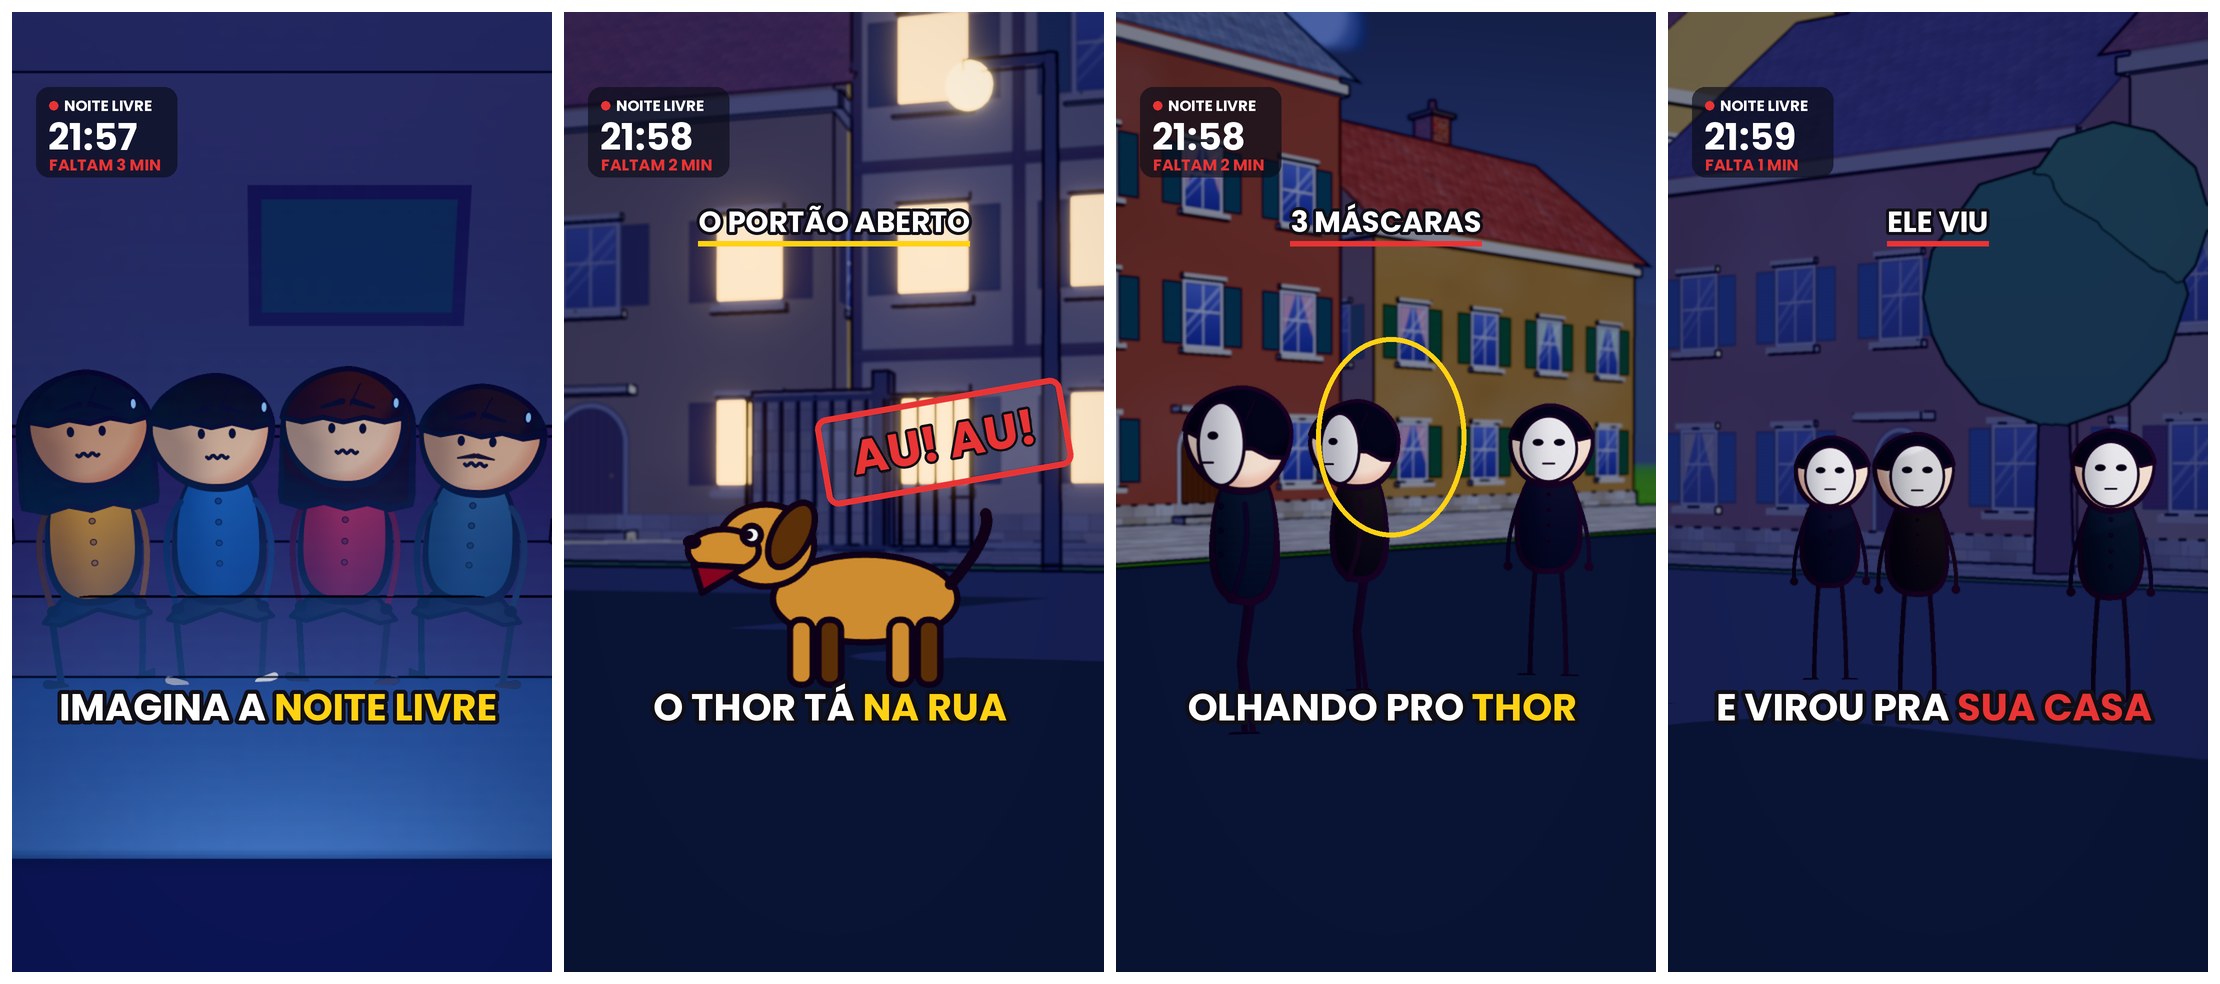 NOITE LIVRE
21:57
FALTAM 3 MIN
IMAGINA A NOITE LIVRE
NOITE LIVRE
21:58
FALTAM 2 MIN
O PORTÃO ABERTO
AU! AU!
O THOR TÁ NA RUA
NOITE LIVRE
21:58
FALTAM 2 MIN
3 MÁSCARAS
OLHANDO PRO THOR
NOITE LIVRE
21:59
FALTA 1 MIN
ELE VIU
E VIROU PRA SUA CASA